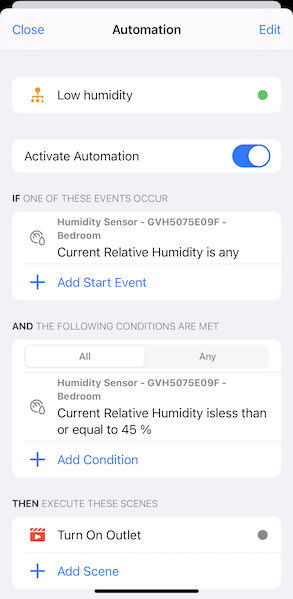 Close Automation Edit
Low humidity
Activate Automation
IF ONE OF THESE EVENTS OCCUR
Humidity Sensor - GVH5075E09F -
Bedroom
Current Relative Humidity is any
Add Start Event
AND THE FOLLOWING CONDITIONS ARE MET
All Any
Humidity Sensor - GVH5075E09F -
Bedroom
Current Relative Humidity isless than
or equal to 45 %
Add Condition
THEN EXECUTE THESE SCENES
Turn On Outlet
Add Scene